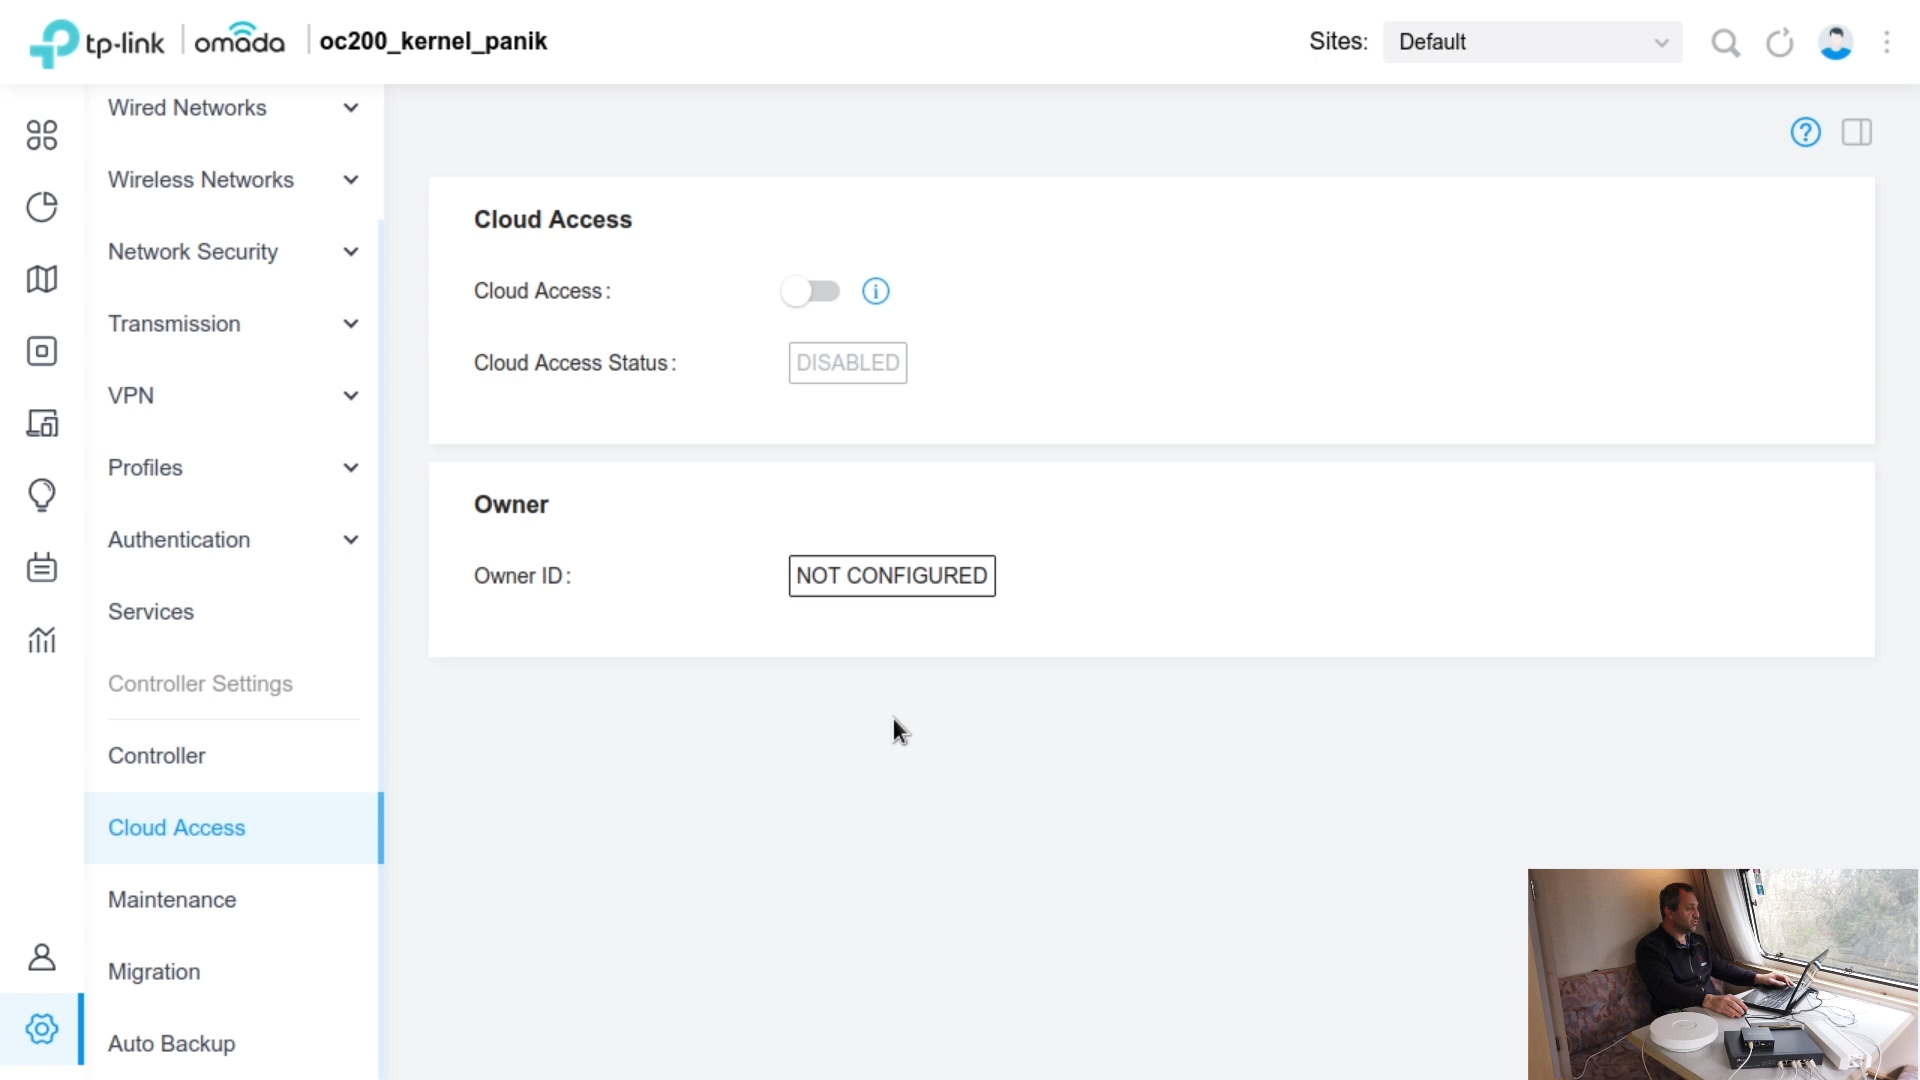 tp-link | omada | oc200_kernel_panik
Sites: Default
Wired Networks
Wireless Networks
Network Security
Transmission
VPN
Profiles
Authentication
Services
Controller Settings
Controller
Cloud Access
Maintenance
Migration
Auto Backup
Cloud Access
Cloud Access:
Cloud Access Status: DISABLED
Owner
Owner ID: NOT CONFIGURED